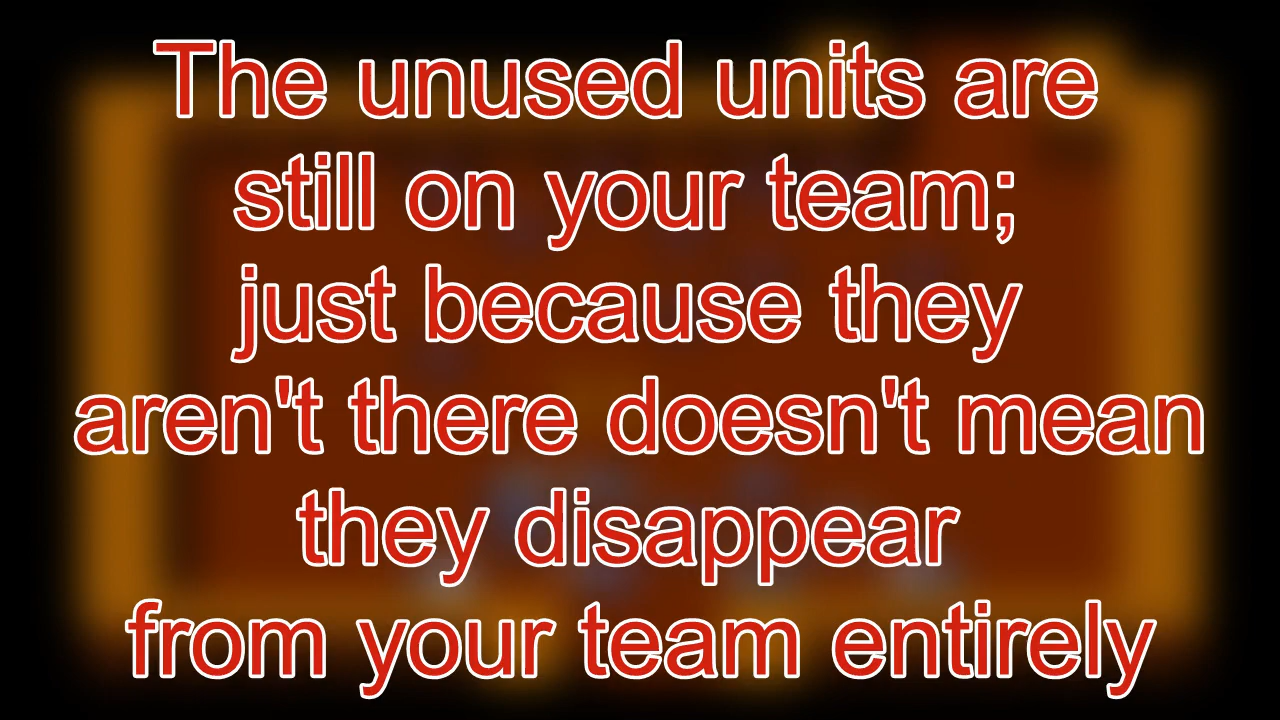 The unused units are
still on your team;
just because they
aren't there doesn't mean
they disappear
from your team entirely